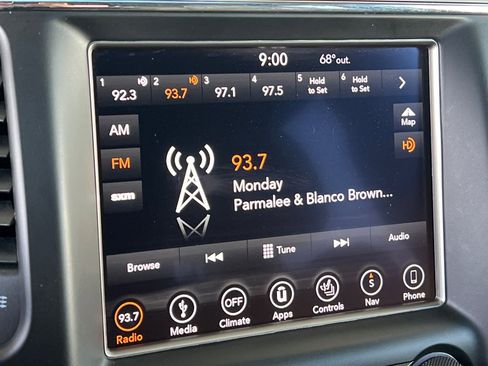 9:00 68°out.
1 2 3 4 5 6
92.3 93.7 97.1 97.5 Hold to Set Hold to Set
AM
Map
FM
93.7
Monday
Parmalee & Blanco Brown...
sxm
Browse Tune Audio
93.7 OFF S
Radio Media Climate Apps Controls Nav Phone